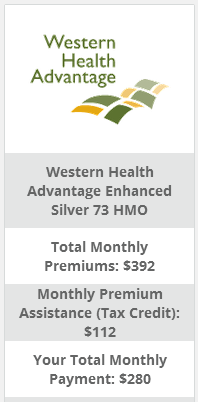 Western
Health
Advantage
Western Health
Advantage Enhanced
Silver 73 HMO
Total Monthly
Premiums: $392
Monthly Premium
Assistance (Tax Credit):
$112
Your Total Monthly
Payment: $280